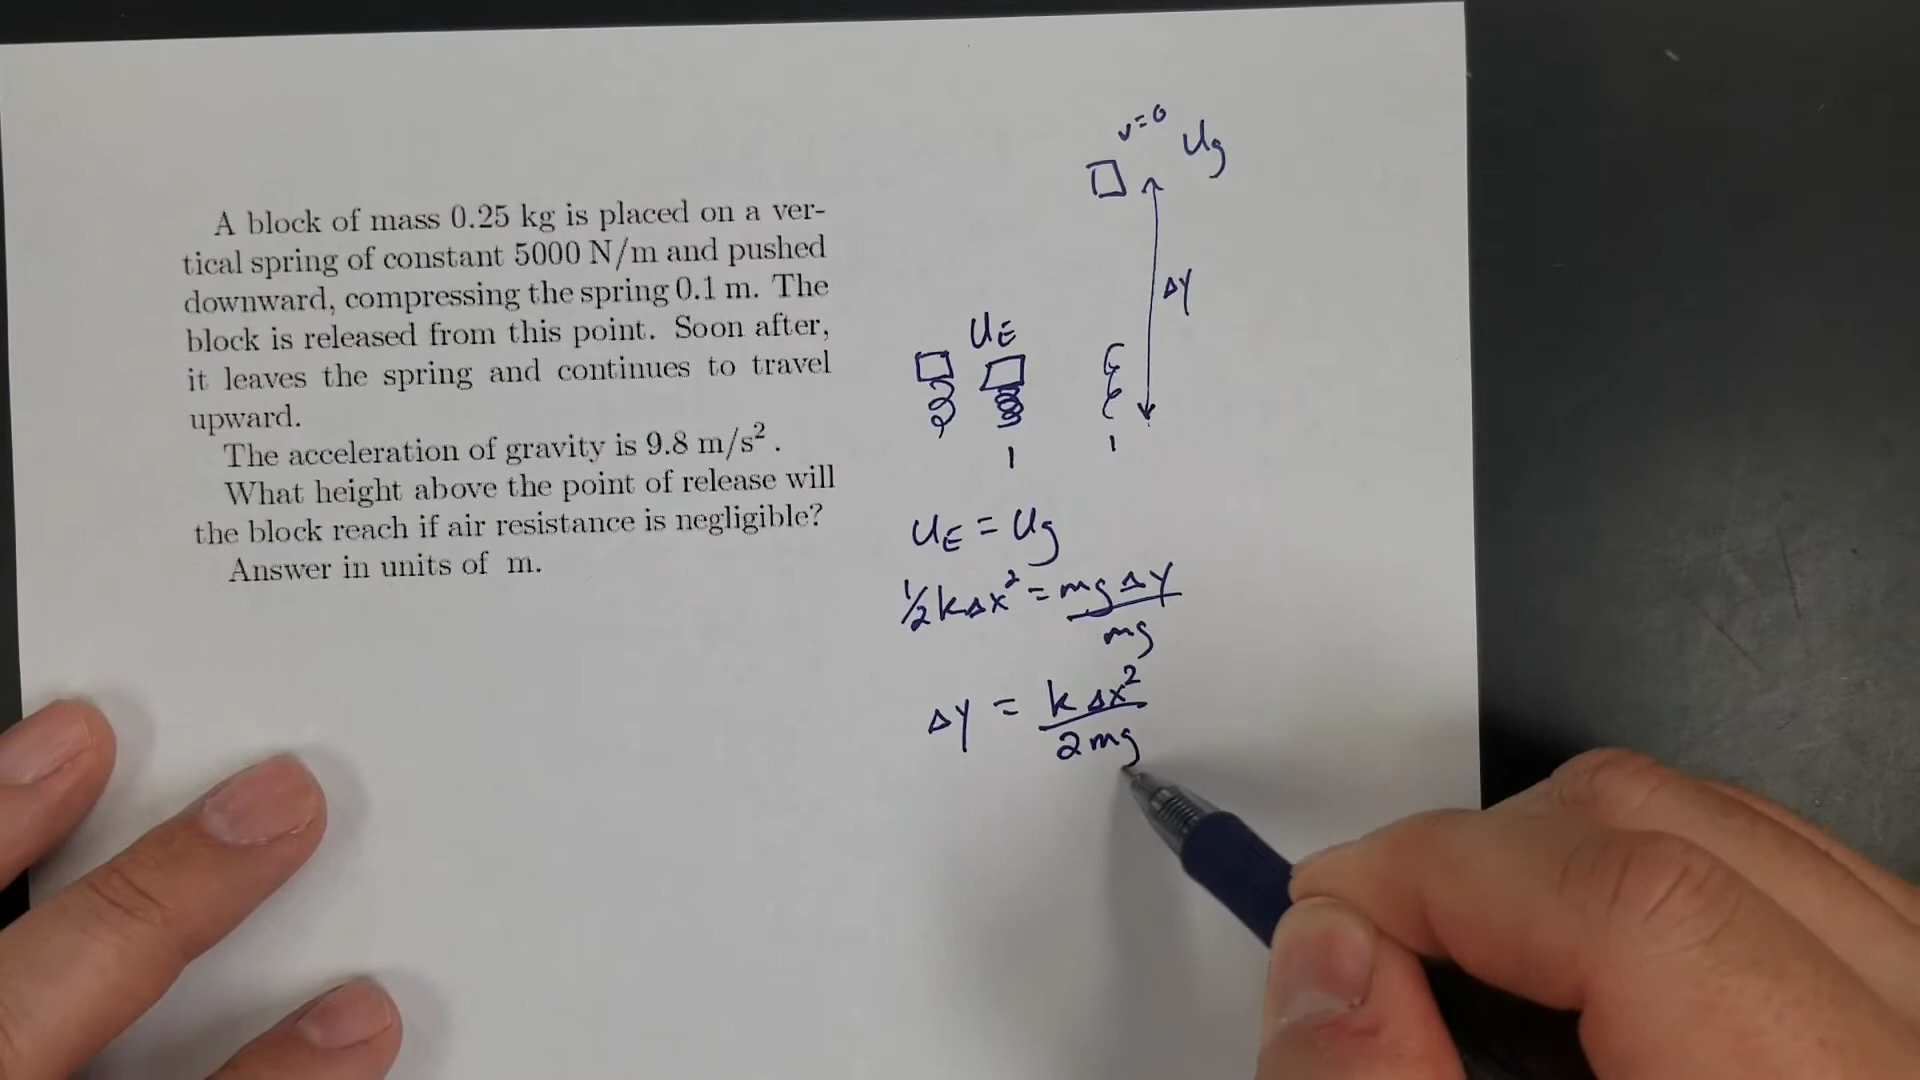 A block of mass 0.25 kg is placed on a ver-
tical spring of constant 5000 N/m and pushed
downward, compressing the spring 0.1 m. The
block is released from this point. Soon after,
it leaves the spring and continues to travel
upward.
The acceleration of gravity is 9.8 m/s².
What height above the point of release will
the block reach if air resistance is negligible?
Answer in units of m.
v=0
Ug
Δy
UE
1
1
UE = Ug
½kΔx² = mgΔy
mg
Δy = kΔx²
2mg